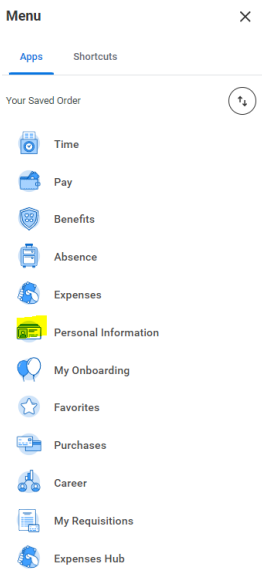 Menu
Apps
Shortcuts
Your Saved Order
Time
Pay
Benefits
Absence
Expenses
Personal Information
My Onboarding
Favorites
Purchases
Career
My Requisitions
Expenses Hub